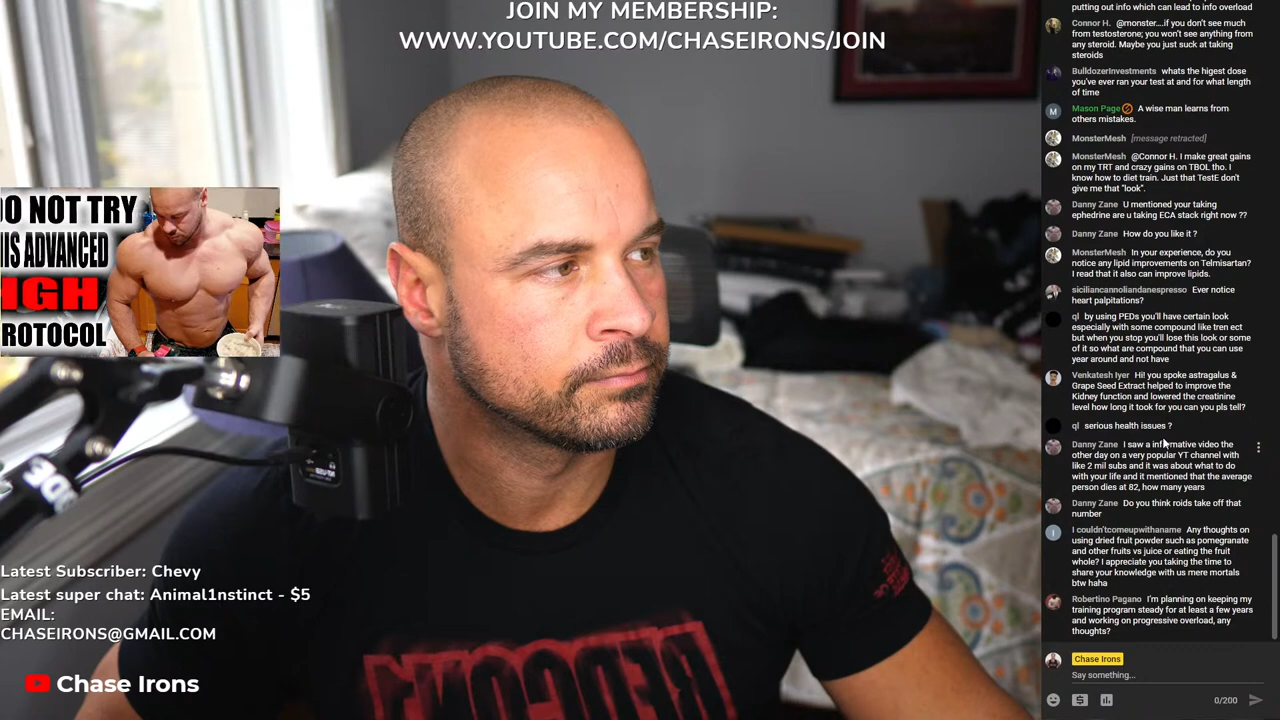 JOIN MY MEMBERSHIP:
WWW.YOUTUBE.COM/CHASEIRONS/JOIN
DO NOT TRY
IS ADVANCED
IGH
ROTOCOL
Latest Subscriber: Chevy
Latest super chat: Animal1nstinct - $5
EMAIL:
CHASEIRONS@GMAIL.COM
Chase Irons
REDCON
putting out info which can lead to info overload
Connor H. @monster....if you don't see much
from testosterone; you won't see anything from
any steroid. Maybe you just suck at taking
steroids
BulldozerInvestments whats the higest dose
you've ever ran your test at and for what length
of time
M
Mason Page A wise man learns from
others mistakes.
MonsterMesh [message retracted]
MonsterMesh @Connor H. I make great gains
on my TRT and crazy gains on TBOL tho. I
know how to diet train. Just that TestE don't
give me that "look".
Danny Zane U mentioned your taking
ephedrine are u taking ECA stack right now ??
Danny Zane How do you like it ?
MonsterMesh In your experience, do you
notice any lipid improvements on Telmisartan?
I read that it also can improve lipids.
siciliancannoliandanespresso Ever notice
heart palpitations?
ql by using PEDs you'll have certain look
especially with some compound like tren ect
but when you stop you'll lose this look or some
of it so what are compound that you can use
year around and not have
Venkatesh Iyer Hi! you spoke astragalus &
Grape Seed Extract helped to improve the
Kidney function and lowered the creatinine
level how long it took for you can you pls tell?
ql serious health issues ?
Danny Zane I saw a informative video the
other day on a very popular YT channel with
like 2 mil subs and it was about what to do
with your life and it mentioned that the average
person dies at 82, how many years
Danny Zane Do you think roids take off that
number
I
I couldn'tcomeupwithaname Any thoughts on
using dried fruit powder such as pomegranate
and other fruits vs juice or eating the fruit
whole? I appreciate you taking the time to
share your knowledge with us mere mortals
btw haha
Robertino Pagano I'm planning on keeping my
training program steady for at least a few years
and working on progressive overload, any
thoughts?
Chase Irons
Say something...
0/200